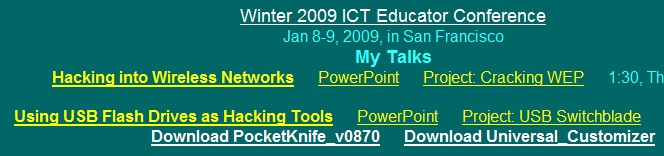 Winter 2009 ICT Educator Conference
Jan 8-9, 2009, in San Francisco
My Talks
Hacking into Wireless Networks PowerPoint Project: Cracking WEP 1:30, Th
Using USB Flash Drives as Hacking Tools PowerPoint Project: USB Switchblade
Download PocketKnife_v0870 Download Universal_Customizer